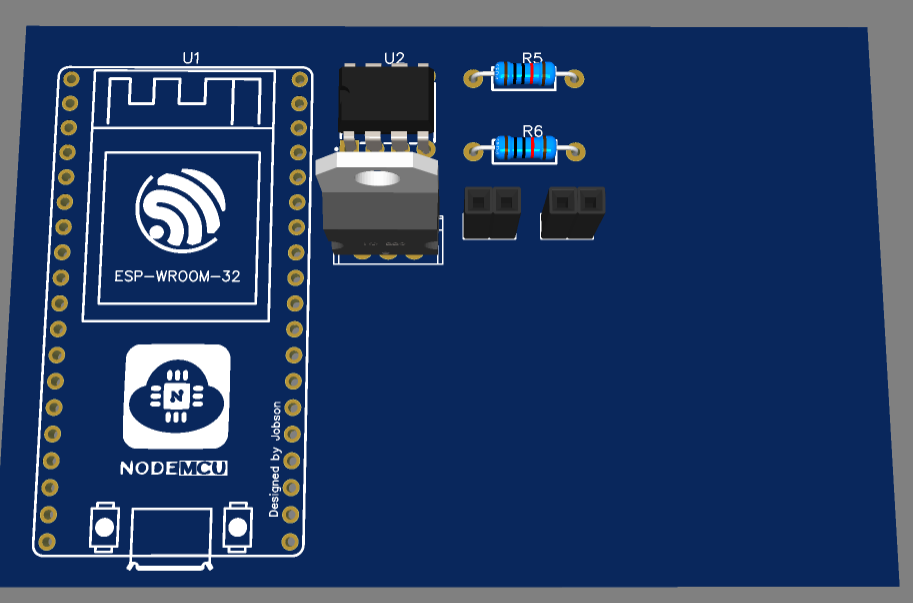 U1
U2
R5
R6
ESP-WROOM-32
NODEMCU
Designed by Jobson